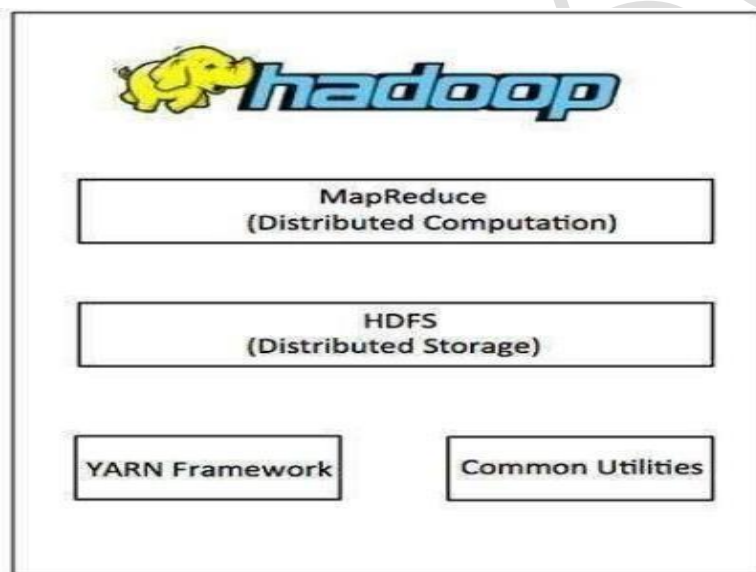 hadoop
MapReduce
(Distributed Computation)
HDFS
(Distributed Storage)
YARN Framework
Common Utilities